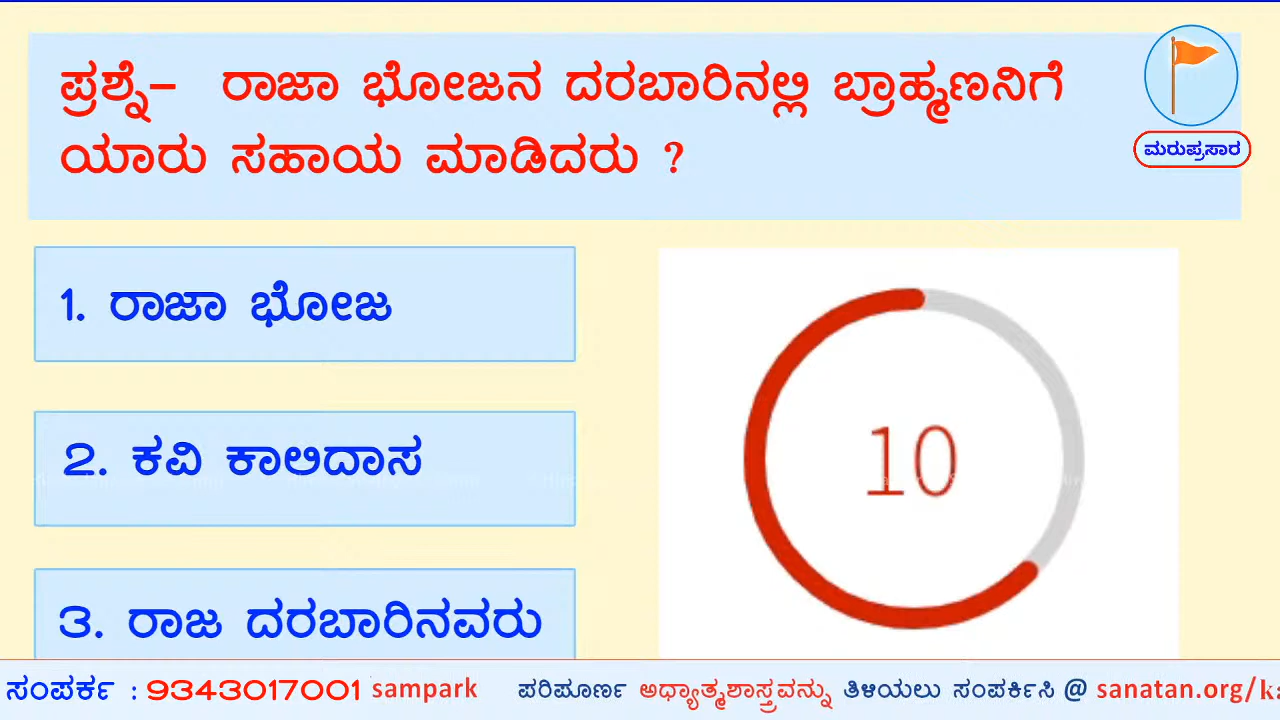 ಪ್ರಶ್ನೆ– ರಾಜಾ ಭೋಜನ ದರಬಾರಿನಲ್ಲಿ ಬ್ರಾಹ್ಮಣನಿಗೆ
ಯಾರು ಸಹಾಯ ಮಾಡಿದರು ?
ಮರುಪ್ರಸಾರ
1. ರಾಜಾ ಭೋಜ
2. ಕವಿ ಕಾಲಿದಾಸ
10
3. ರಾಜ ದರಬಾರಿನವರು
ಸಂಪರ್ಕ : 9343017001 sampark ಪರಿಪೂರ್ಣ ಅಧ್ಯಾತ್ಮಶಾಸ್ತ್ರವನ್ನು ತಿಳಿಯಲು ಸಂಪರ್ಕಿಸಿ @ sanatan.org/ka